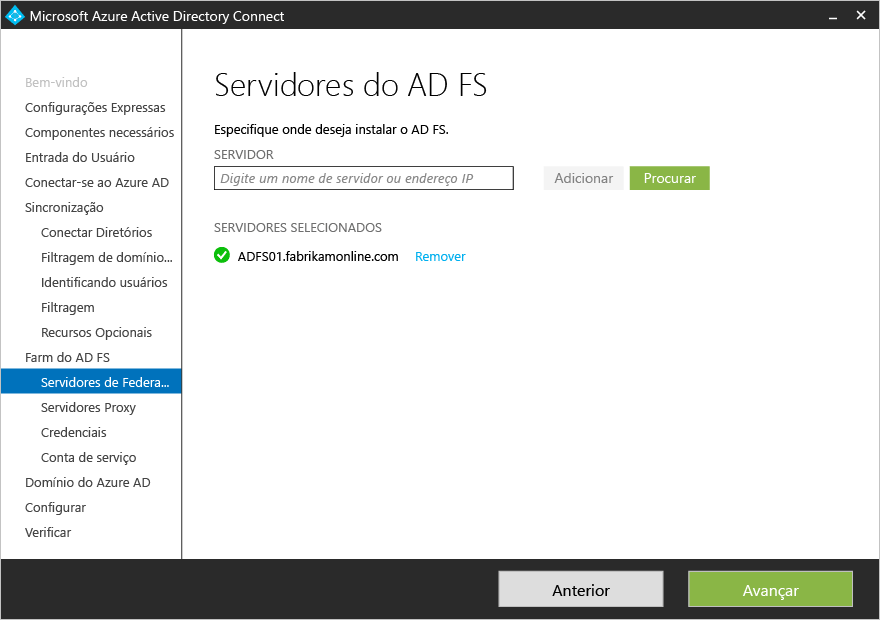 Microsoft Azure Active Directory Connect
Bem-vindo
Configurações Expressas
Componentes necessários
Entrada do Usuário
Conectar-se ao Azure AD
Sincronização
Conectar Diretórios
Filtragem de domínio...
Identificando usuários
Filtragem
Recursos Opcionais
Farm do AD FS
Servidores de Federa...
Servidores Proxy
Credenciais
Conta de serviço
Domínio do Azure AD
Configurar
Verificar
Servidores do AD FS
Especifique onde deseja instalar o AD FS.
SERVIDOR
Digite um nome de servidor ou endereço IP
Adicionar
Procurar
SERVIDORES SELECIONADOS
ADFS01.fabrikamonline.com Remover
Anterior
Avançar